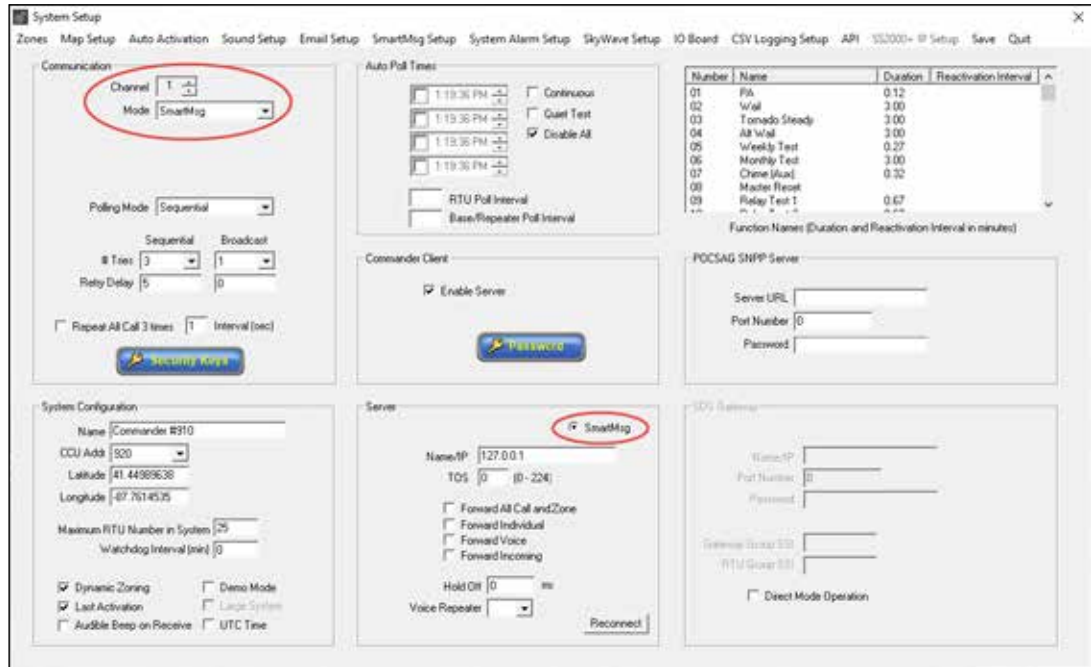 System Setup
Zones Map Setup Auto Activation Sound Setup Email Setup SmartMsg Setup System Alarm Setup SkyWave Setup IO Board CSV Logging Setup API SS2000+ IP Setup Save Quit
Communication
Channel 1
Mode SmartMsg
Polling Mode Sequential
Sequential Broadcast
# Tries 3 1
Retry Delay 5 0
Repeat All Call 3 times 1 Interval (sec)
Security Keys
Auto Poll Times
1:19:36 PM Continuous
1:19:36 PM Quiet Test
1:19:36 PM Disable All
1:19:36 PM
RTU Poll Interval
Base/Repeater Poll Interval
Number Name Duration Reactivation Interval
01 PA 0.12
02 Wail 3.00
03 Tornado Steady 3.00
04 Alt Wail 3.00
05 Weekly Test 0.27
06 Monthly Test 3.00
07 Chime (Aux) 0.32
08 Master Reset
09 Relay Test 1 0.67
Function Names (Duration and Reactivation Interval in minutes)
Commander Client
Enable Server
Password
POCSAG SNPP Server
Server URL
Port Number 0
Password
System Configuration
Name Commander #910
CCU Addr 920
Latitude 41.44989638
Longitude -87.7614535
Maximum RTU Number in System 25
Watchdog Interval (min) 0
Dynamic Zoning Demo Mode
Last Activation Large System
Audible Beep on Receive UTC Time
Server
SmartMsg
Name/IP 127.0.0.1
TOS 0 (0 - 224)
Forward All Call and Zone
Forward Individual
Forward Voice
Forward Incoming
Hold Off 0 ms
Voice Repeater
Reconnect
SDS Gateway
Name/IP
Port Number 0
Password
Gateway Group SSI
RTU Group SSI
Direct Mode Operation